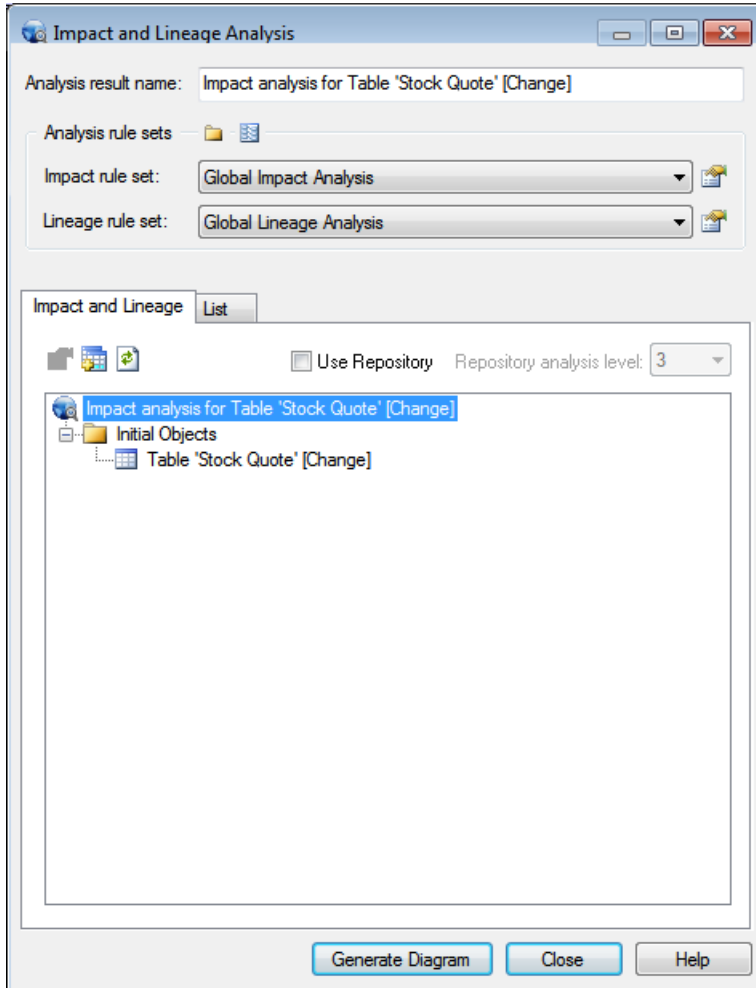 Impact and Lineage Analysis
Analysis result name: Impact analysis for Table 'Stock Quote' [Change]
Analysis rule sets
Impact rule set: Global Impact Analysis
Lineage rule set: Global Lineage Analysis
Impact and Lineage List
Use Repository Repository analysis level: 3
Impact analysis for Table 'Stock Quote' [Change]
Initial Objects
Table 'Stock Quote' [Change]
Generate Diagram Close Help